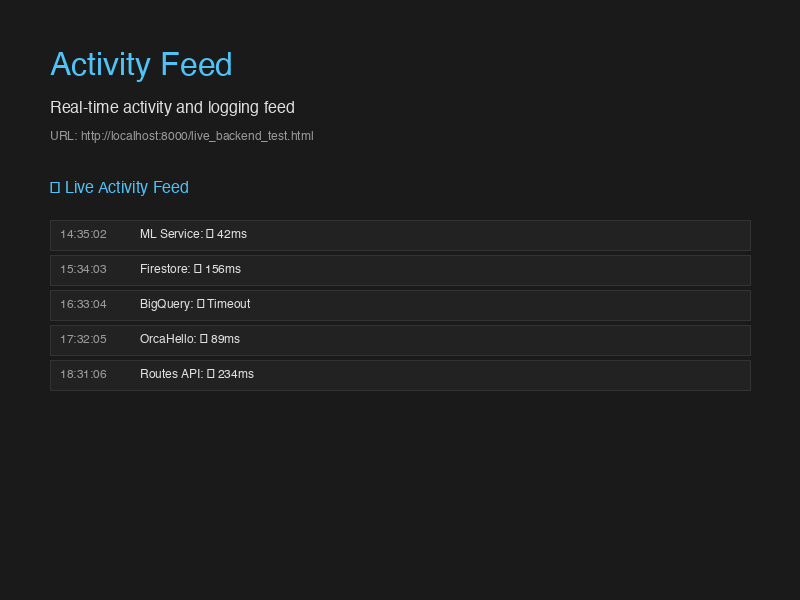 Activity Feed
Real-time activity and logging feed
URL: http://localhost:8000/live_backend_test.html
▯ Live Activity Feed
14:35:02 ML Service: ▯ 42ms
15:34:03 Firestore: ▯ 156ms
16:33:04 BigQuery: ▯ Timeout
17:32:05 OrcaHello: ▯ 89ms
18:31:06 Routes API: ▯ 234ms